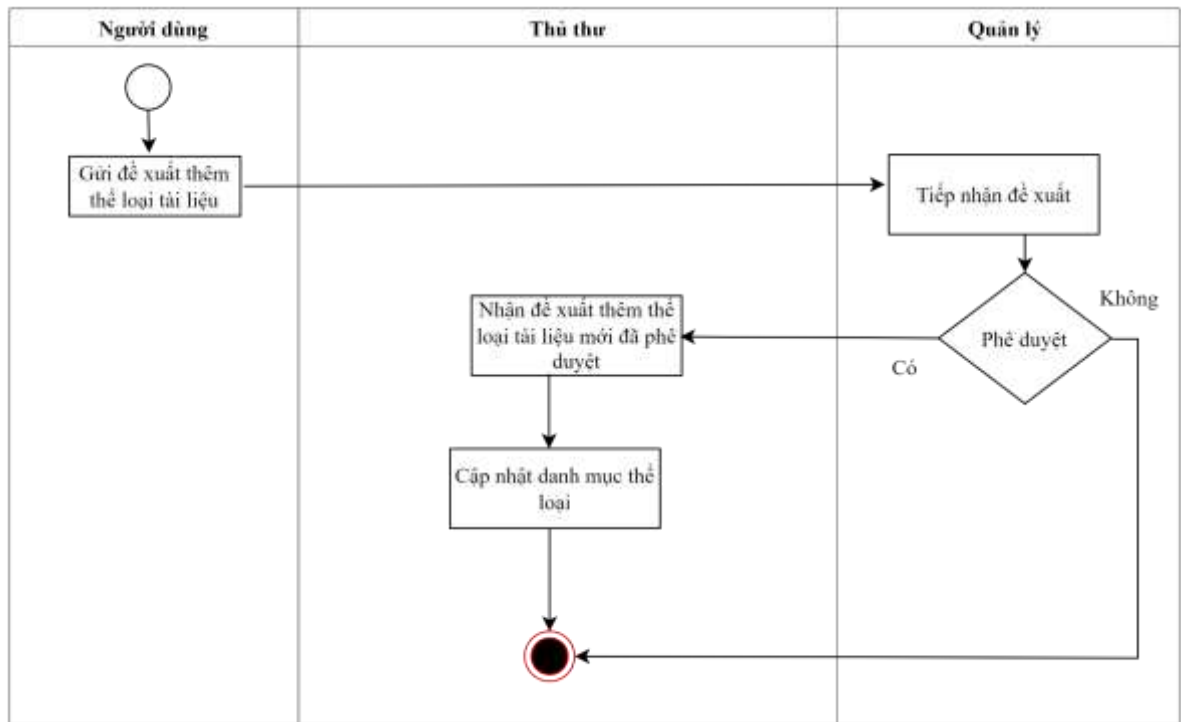 Người dùng
Thủ thư
Quản lý
Gửi đề xuất thêm
thể loại tài liệu
Tiếp nhận đề xuất
Không
Nhận đề xuất thêm thể
loại tài liệu mới đã phê
duyệt
Phê duyệt
Có
Cập nhật danh mục thể
loại